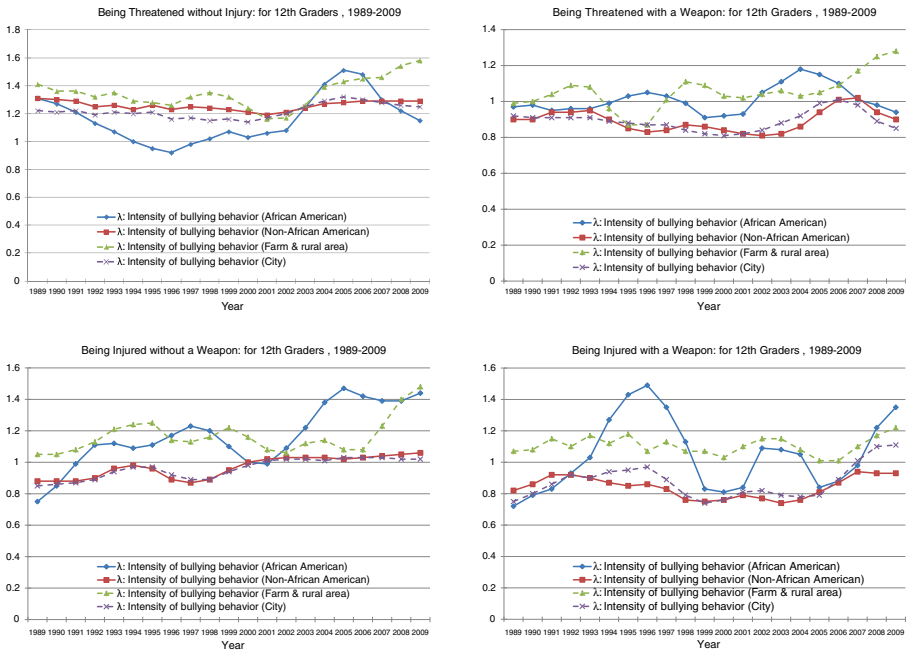 Being Threatened without Injury: for 12th Graders , 1989-2009
1.8
1.6
1.4
1.2
1
0.8
0.6
0.4
0.2
0
λ: Intensity of bullying behavior (African American)
λ: Intensity of bullying behavior (Non-African American)
λ: Intensity of bullying behavior (Farm & rural area)
λ: Intensity of bullying behavior (City)
1989 1990 1991 1992 1993 1994 1995 1996 1997 1998 1999 2000 2001 2002 2003 2004 2005 2006 2007 2008 2009
Year
Being Threatened with a Weapon: for 12th Graders , 1989-2009
1.4
1.2
1
0.8
0.6
0.4
0.2
0
λ: Intensity of bullying behavior (African American)
λ: Intensity of bullying behavior (Non-African American)
λ: Intensity of bullying behavior (Farm & rural area)
λ: Intensity of bullying behavior (City)
1989 1990 1991 1992 1993 1994 1995 1996 1997 1998 1999 2000 2001 2002 2003 2004 2005 2006 2007 2008 2009
Year
Being Injured without a Weapon: for 12th Graders , 1989-2009
1.6
1.4
1.2
1
0.8
0.6
0.4
0.2
0
λ: Intensity of bullying behavior (African American)
λ: Intensity of bullying behavior (Non-African American)
λ: Intensity of bullying behavior (Farm & rural area)
λ: Intensity of bullying behavior (City)
1989 1990 1991 1992 1993 1994 1995 1996 1997 1998 1999 2000 2001 2002 2003 2004 2005 2006 2007 2008 2009
Year
Being Injured with a Weapon: for 12th Graders , 1989-2009
1.6
1.4
1.2
1
0.8
0.6
0.4
0.2
0
λ: Intensity of bullying behavior (African American)
λ: Intensity of bullying behavior (Non-African American)
λ: Intensity of bullying behavior (Farm & rural area)
λ: Intensity of bullying behavior (City)
1989 1990 1991 1992 1993 1994 1995 1996 1997 1998 1999 2000 2001 2002 2003 2004 2005 2006 2007 2008 2009
Year